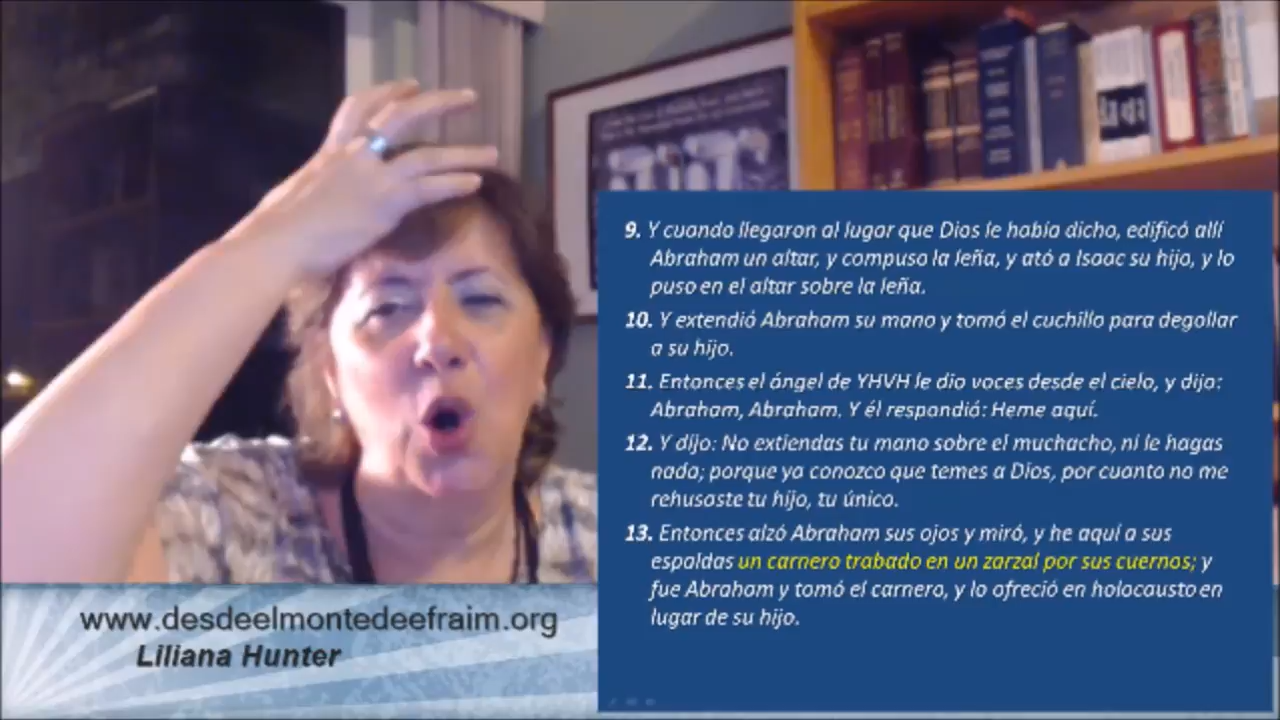 9. Y cuando llegaron al lugar que Dios le había dicho, edificó allí
Abraham un altar, y compuso la leña, y ató a Isaac su hijo, y lo
puso en el altar sobre la leña.
10. Y extendió Abraham su mano y tomó el cuchillo para degollar
a su hijo.
11. Entonces el ángel de YHVH le dio voces desde el cielo, y dijo:
Abraham, Abraham. Y él respondió: Heme aquí.
12. Y dijo: No extiendas tu mano sobre el muchacho, ni le hagas
nada; porque ya conozco que temes a Dios, por cuanto no me
rehusaste tu hijo, tu único.
13. Entonces alzó Abraham sus ojos y miró, y he aquí a sus
espaldas un carnero trabado en un zarzal por sus cuernos; y
fue Abraham y tomó el carnero, y lo ofreció en holocausto en
lugar de su hijo.
www.desdeelmontedeefraim.org
Liliana Hunter